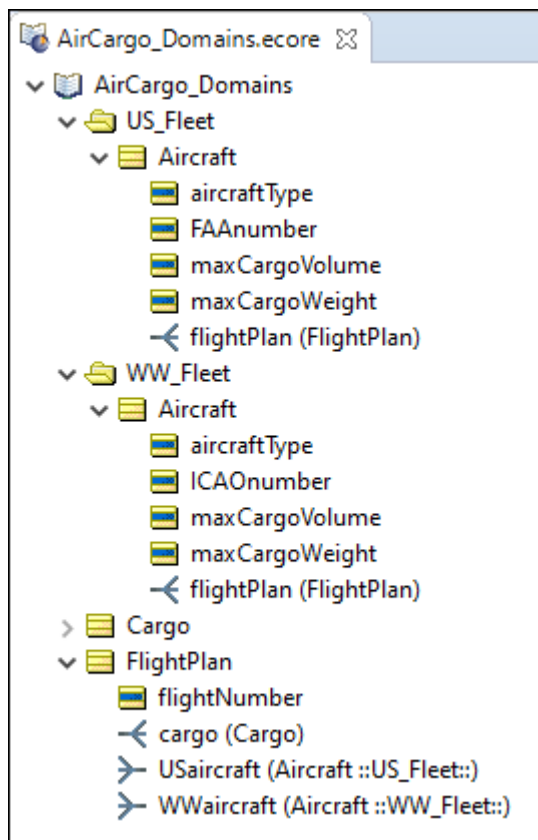 AirCargo_Domains.ecore
AirCargo_Domains
US_Fleet
Aircraft
aircraftType
FAAnumber
maxCargoVolume
maxCargoWeight
flightPlan (FlightPlan)
WW_Fleet
Aircraft
aircraftType
ICAOnumber
maxCargoVolume
maxCargoWeight
flightPlan (FlightPlan)
Cargo
FlightPlan
flightNumber
cargo (Cargo)
USaircraft (Aircraft ::US_Fleet::)
WWaircraft (Aircraft ::WW_Fleet::)